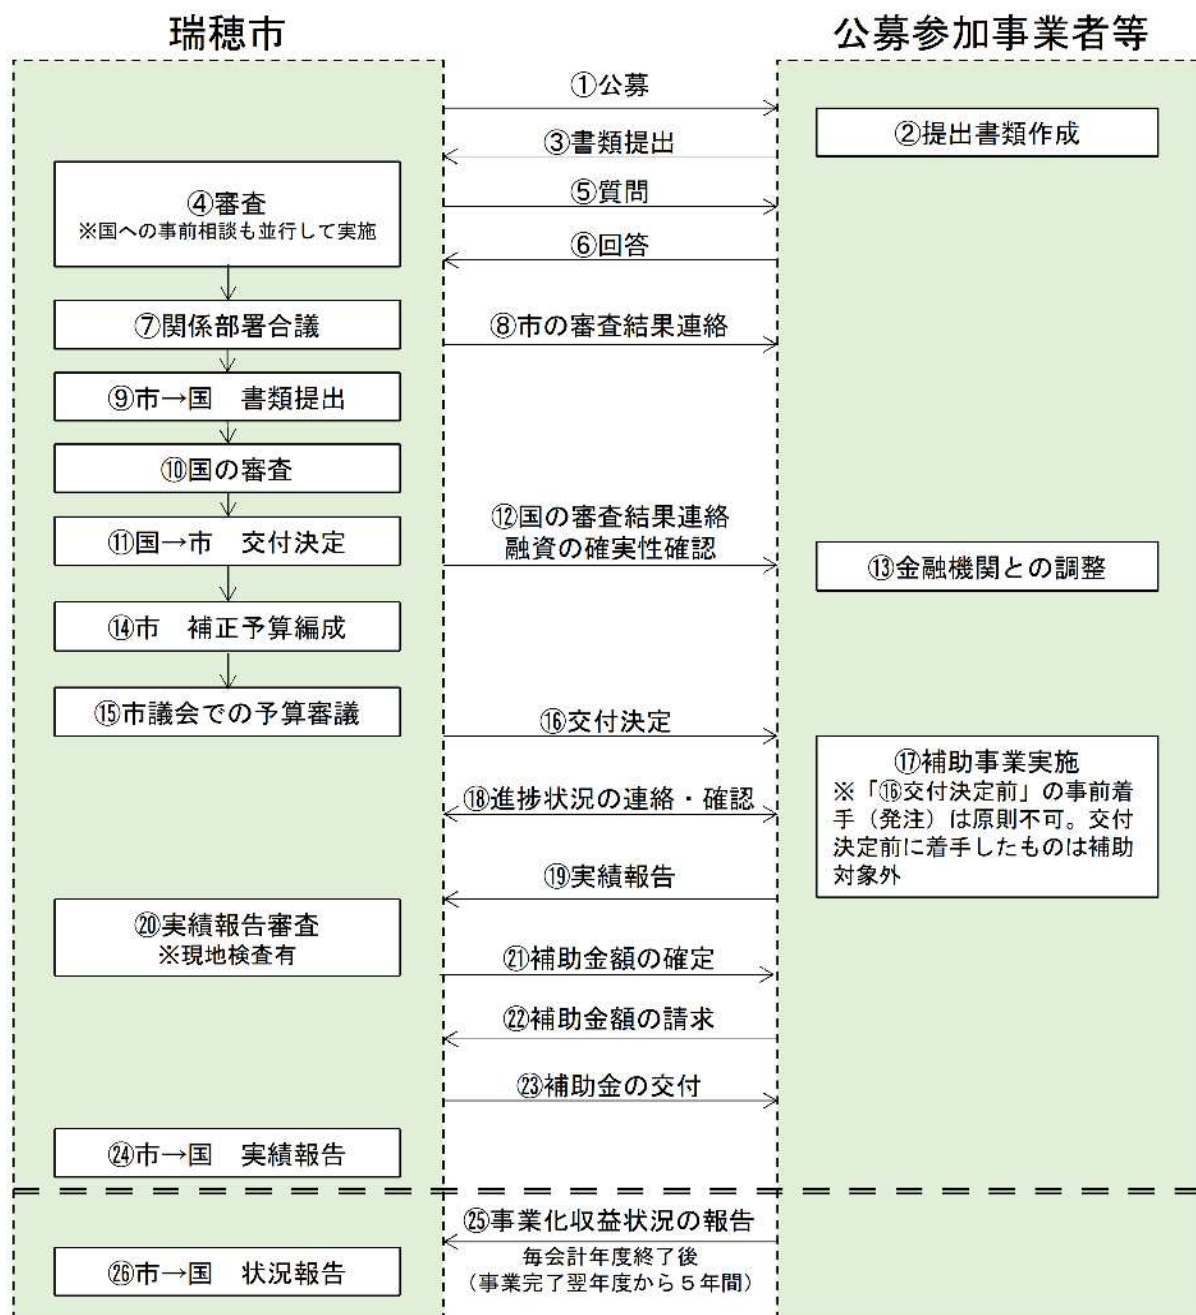 瑞穂市
公募参加事業者等
①公募
②提出書類作成
③書類提出
④審査
※国への事前相談も並行して実施
⑤質問
⑥回答
⑦関係部署合議
⑧市の審査結果連絡
⑨市→国　書類提出
⑩国の審査
⑪国→市　交付決定
⑫国の審査結果連絡
融資の確実性確認
⑬金融機関との調整
⑭市　補正予算編成
⑮市議会での予算審議
⑯交付決定
⑰補助事業実施
※「⑯交付決定前」の事前着
手（発注）は原則不可。交付
決定前に着手したものは補助
対象外
⑱進捗状況の連絡・確認
⑲実績報告
⑳実績報告審査
※現地検査有
㉑補助金額の確定
㉒補助金額の請求
㉓補助金の交付
㉔市→国　実績報告
㉕事業化収益状況の報告
毎会計年度終了後
（事業完了翌年度から５年間）
㉖市→国　状況報告